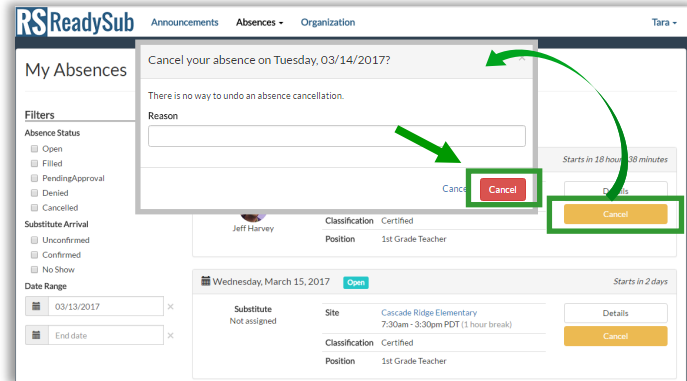 RS ReadySub Announcements Absences Organization Tara
My Absences
Cancel your absence on Tuesday, 03/14/2017?
There is no way to undo an absence cancellation.
Reason
Cancel
Filters
Absence Status
Open
Filled
PendingApproval
Denied
Cancelled
Substitute Arrival
Unconfirmed
Confirmed
No Show
Date Range
03/13/2017
End date
Starts in 18 38 minutes
Cancel
Jeff Harvey
Classification Certified
Position 1st Grade Teacher
Wednesday, March 15, 2017 Open Starts in 2 days
Substitute
Not assigned
Site Cascade Ridge Elementary
7:30am - 3:30pm PDT (1 hour break)
Classification Certified
Position 1st Grade Teacher
Details
Cancel